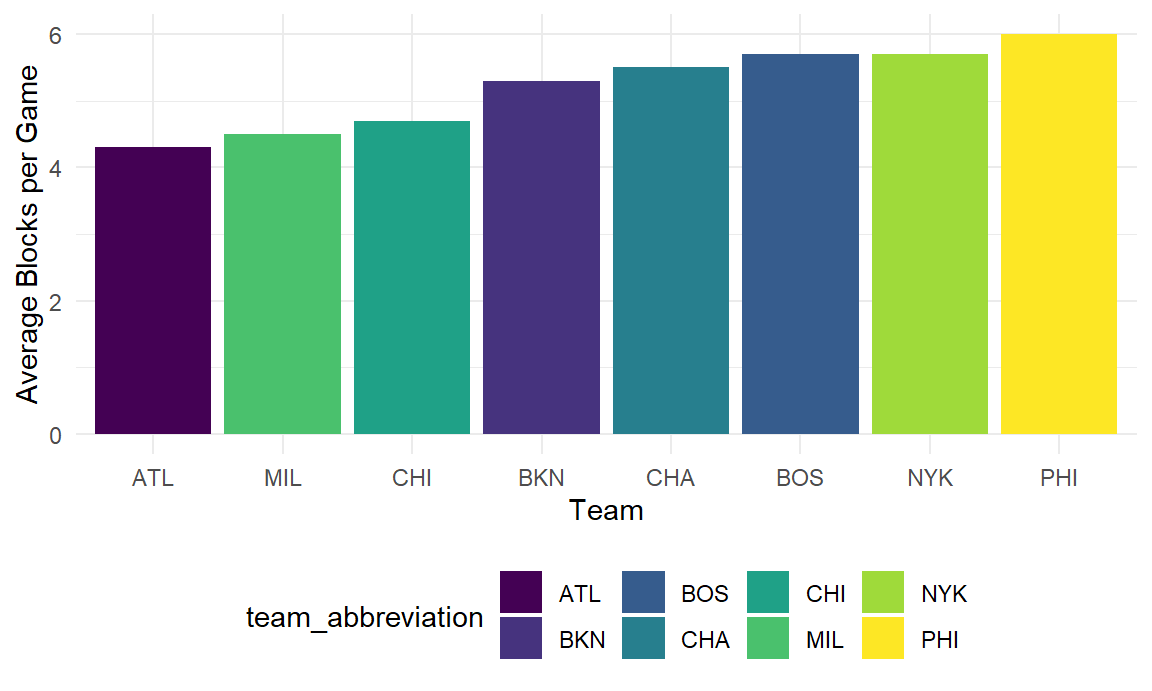 Average Blocks per Game
6
4
2
0
ATL MIL CHI BKN CHA BOS NYK PHI
Team
team_abbreviation
ATL BOS CHI NYK
BKN CHA MIL PHI